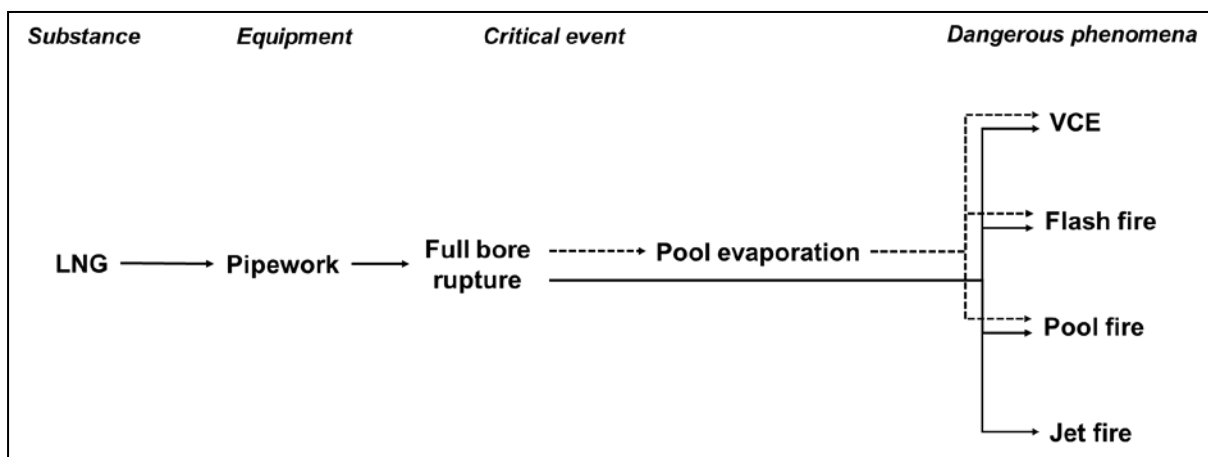 Substance Equipment Critical event Dangerous phenomena
VCE
Flash fire
LNG Pipework Full bore rupture Pool evaporation
Pool fire
Jet fire